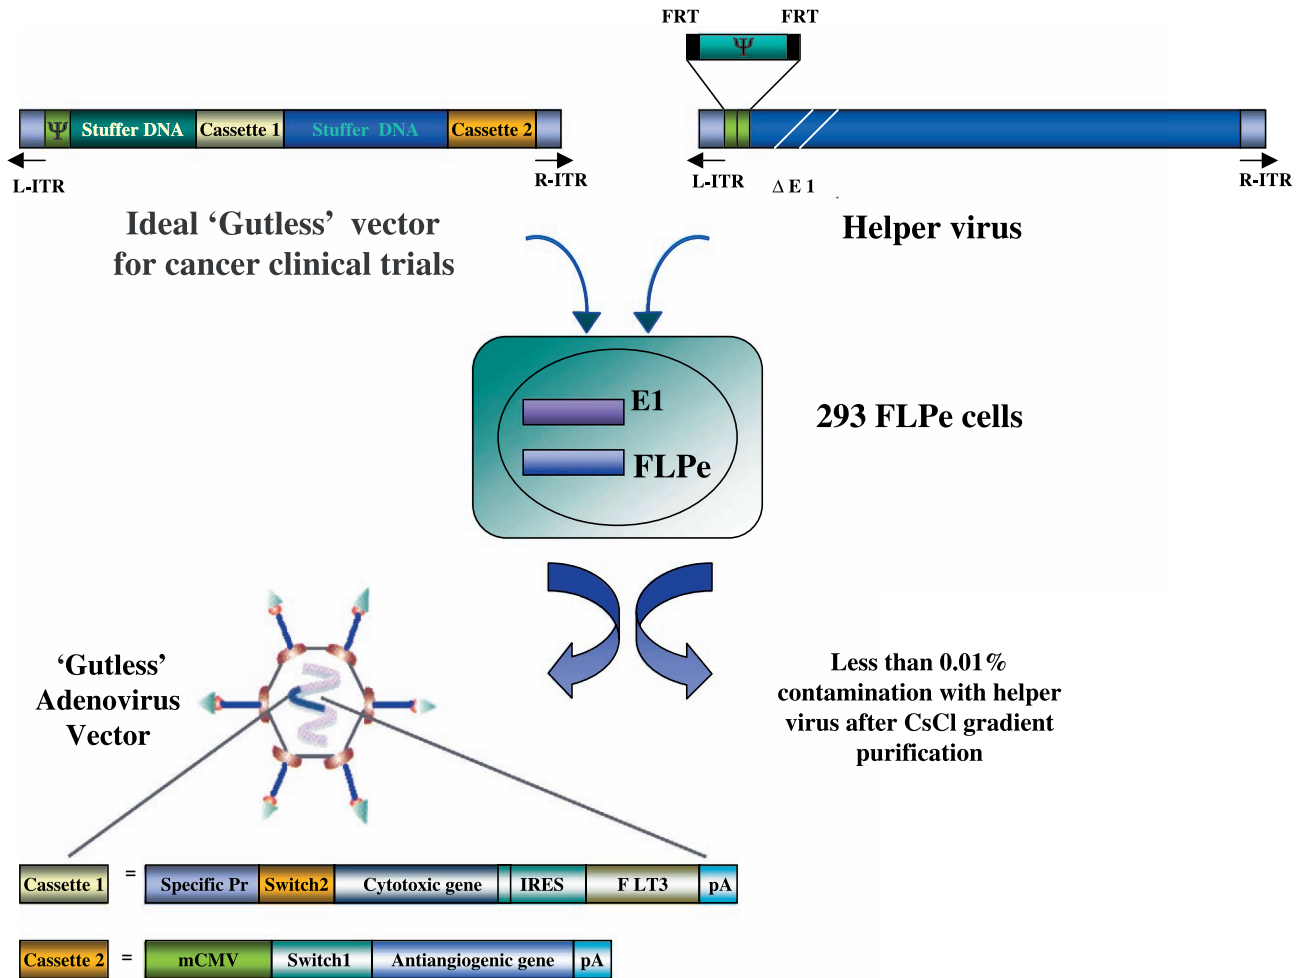 FRT FRT
Ψ
Ψ Stuffer DNA Cassette 1 Stuffer DNA Cassette 2
L-ITR R-ITR
L-ITR Δ E 1 R-ITR
Ideal ‘Gutless’ vector
for cancer clinical trials
Helper virus
E1
FLPe
293 FLPe cells
‘Gutless’
Adenovirus
Vector
Less than 0.01%
contamination with helper
virus after CsCl gradient
purification
Cassette 1 = Specific Pr Switch2 Cytotoxic gene IRES F LT3 pA
Cassette 2 = mCMV Switch1 Antiangiogenic gene pA